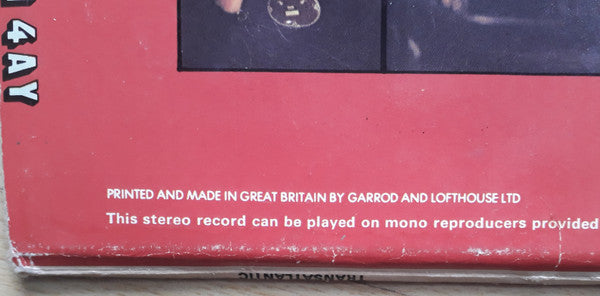 4AY
PRINTED AND MADE IN GREAT BRITAIN BY GARROD AND LOFTHOUSE LTD
This stereo record can be played on mono reproducers provided
TRANSATLANTIC